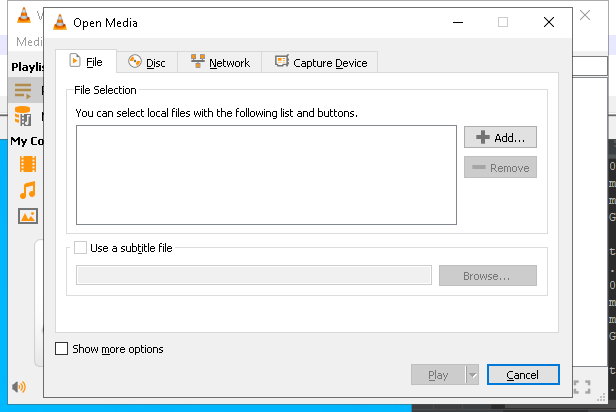 Open Media
Medi
File
Disc
Network
Capture Device
Playlis
File Selection
You can select local files with the following list and buttons.
Add...
Remove
My Co
Use a subtitle file
Browse...
Show more options
Play
Cancel